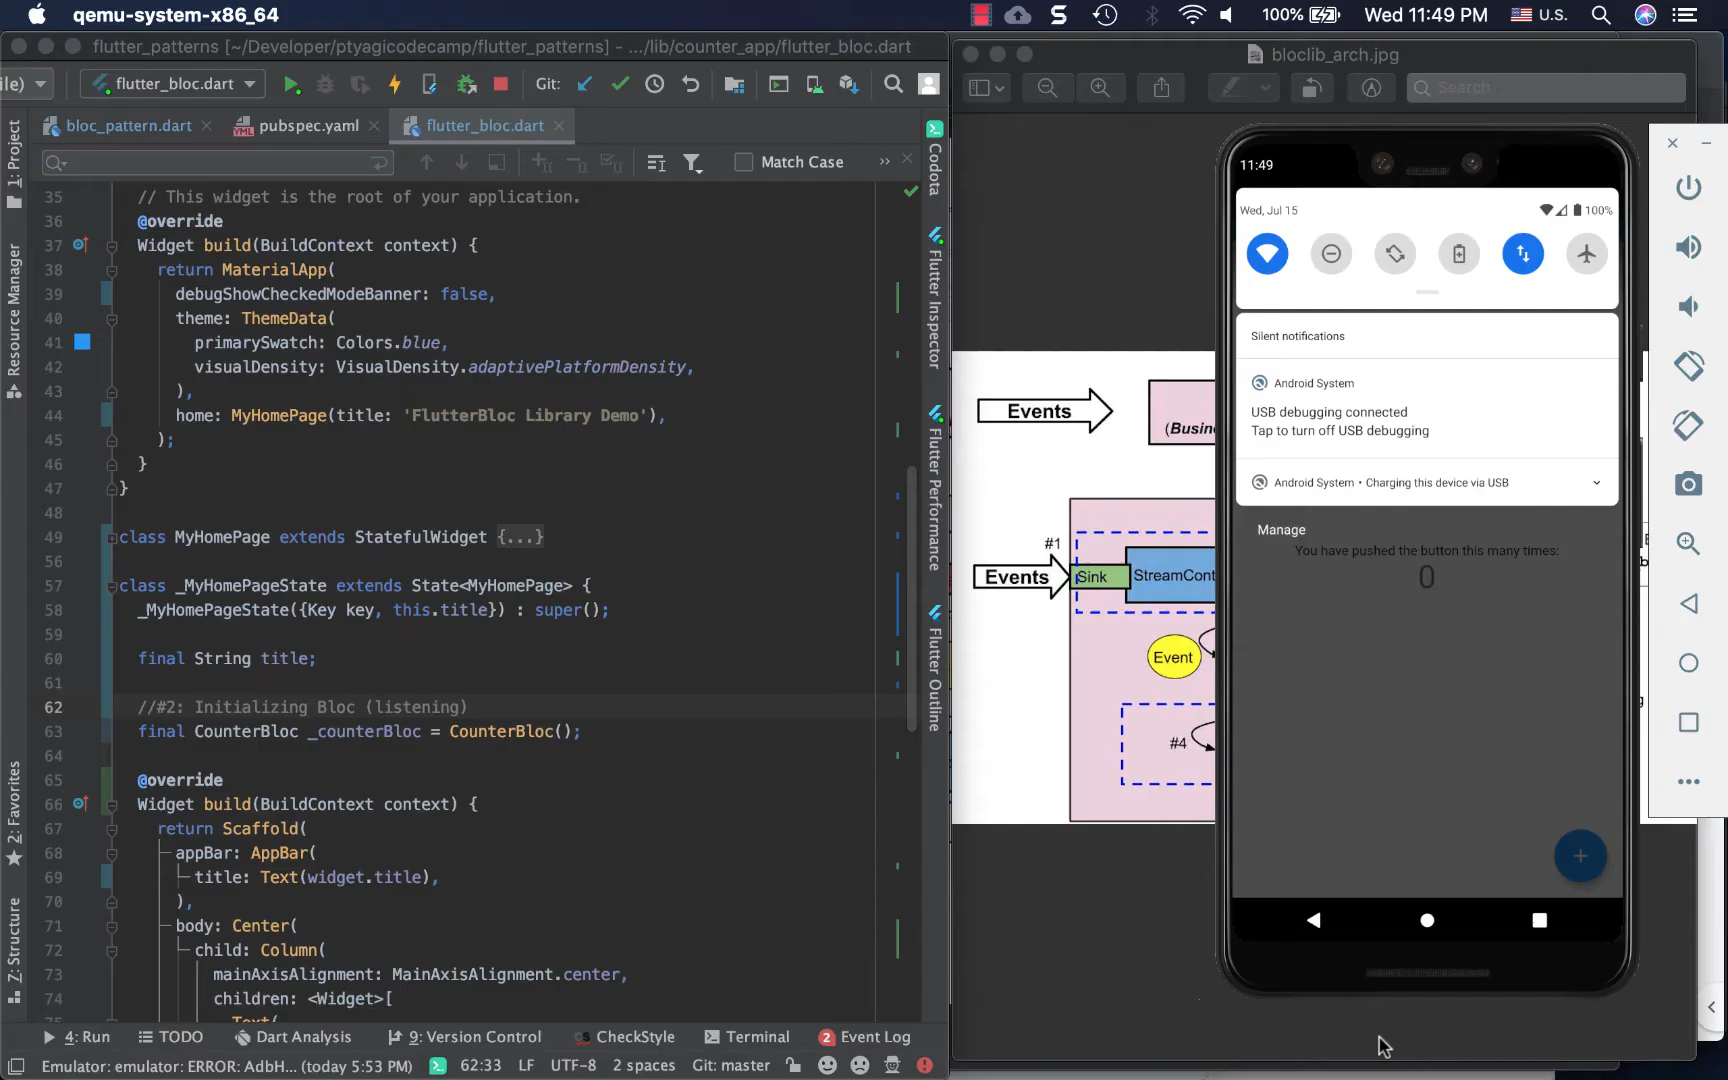 qemu-system-x86_64
100%
Wed 11:49 PM
U.S.
flutter_patterns [~/Developer/ptyagicodecamp/flutter_patterns] - .../lib/counter_app/flutter_bloc.dart
ile)
flutter_bloc.dart
Git:
bloc_pattern.dart
pubspec.yaml
flutter_bloc.dart
Match Case
35 // This widget is the root of your application.
36 @override
37 Widget build(BuildContext context) {
38 return MaterialApp(
39 debugShowCheckedModeBanner: false,
40 theme: ThemeData(
41 primarySwatch: Colors.blue,
42 visualDensity: VisualDensity.adaptivePlatformDensity,
43 ),
44 home: MyHomePage(title: 'FlutterBloc Library Demo'),
45 );
46 }
47 }
48
49 class MyHomePage extends StatefulWidget {...}
56
57 class _MyHomePageState extends State<MyHomePage> {
58 _MyHomePageState({Key key, this.title}) : super();
59
60 final String title;
61
62 //#2: Initializing Bloc (listening)
63 final CounterBloc _counterBloc = CounterBloc();
64
65 @override
66 Widget build(BuildContext context) {
67 return Scaffold(
68 appBar: AppBar(
69 title: Text(widget.title),
70 ),
71 body: Center(
72 child: Column(
73 mainAxisAlignment: MainAxisAlignment.center,
74 children: <Widget>[
Text(
1: Project
Resource Manager
2: Favorites
Z: Structure
Codota
Flutter Inspector
Flutter Performance
Flutter Outline
4: Run
TODO
Dart Analysis
9: Version Control
CheckStyle
Terminal
2 Event Log
Emulator: emulator: ERROR: AdbH... (today 5:53 PM)
62:33
LF
UTF-8
2 spaces
Git: master
bloclib_arch.jpg
Search
Events
(Busin
#1
Events
Sink
StreamCont
Event
#4
11:49
Wed, Jul 15
100%
Silent notifications
Android System
USB debugging connected
Tap to turn off USB debugging
Android System • Charging this device via USB
Manage
You have pushed the button this many times:
0